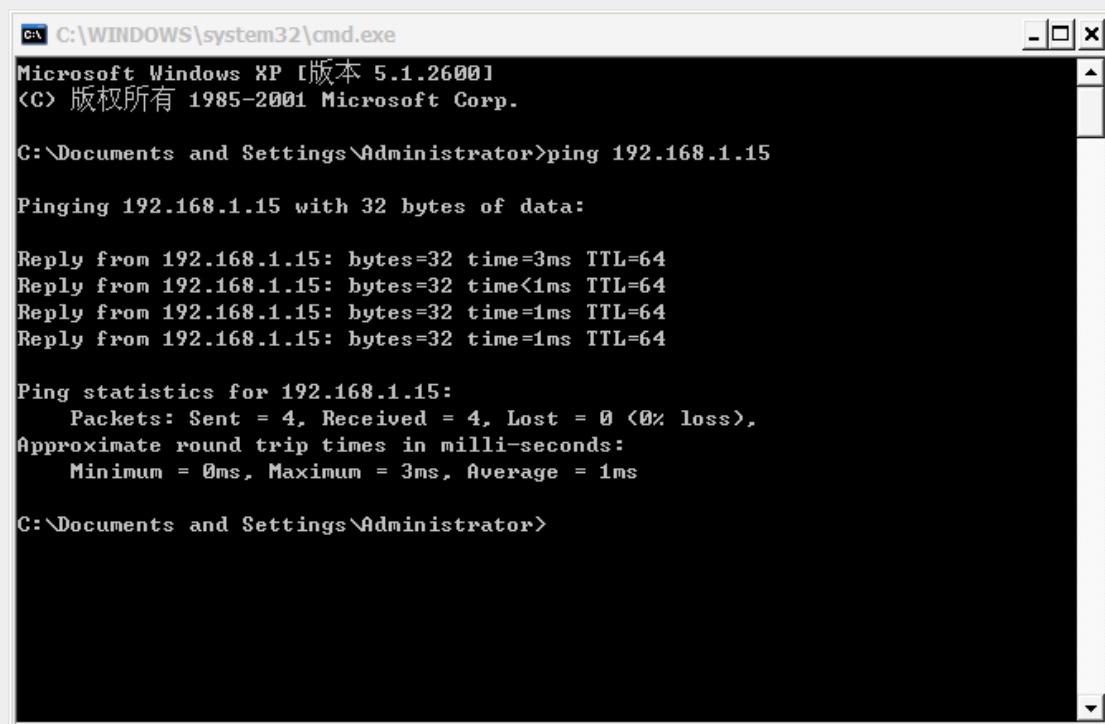 C:\WINDOWS\system32\cmd.exe
Microsoft Windows XP [版本 5.1.2600]
(C) 版权所有 1985-2001 Microsoft Corp.
C:\Documents and Settings\Administrator>ping 192.168.1.15
Pinging 192.168.1.15 with 32 bytes of data:
Reply from 192.168.1.15: bytes=32 time=3ms TTL=64
Reply from 192.168.1.15: bytes=32 time<1ms TTL=64
Reply from 192.168.1.15: bytes=32 time=1ms TTL=64
Reply from 192.168.1.15: bytes=32 time=1ms TTL=64
Ping statistics for 192.168.1.15:
    Packets: Sent = 4, Received = 4, Lost = 0 (0% loss),
Approximate round trip times in milli-seconds:
    Minimum = 0ms, Maximum = 3ms, Average = 1ms
C:\Documents and Settings\Administrator>